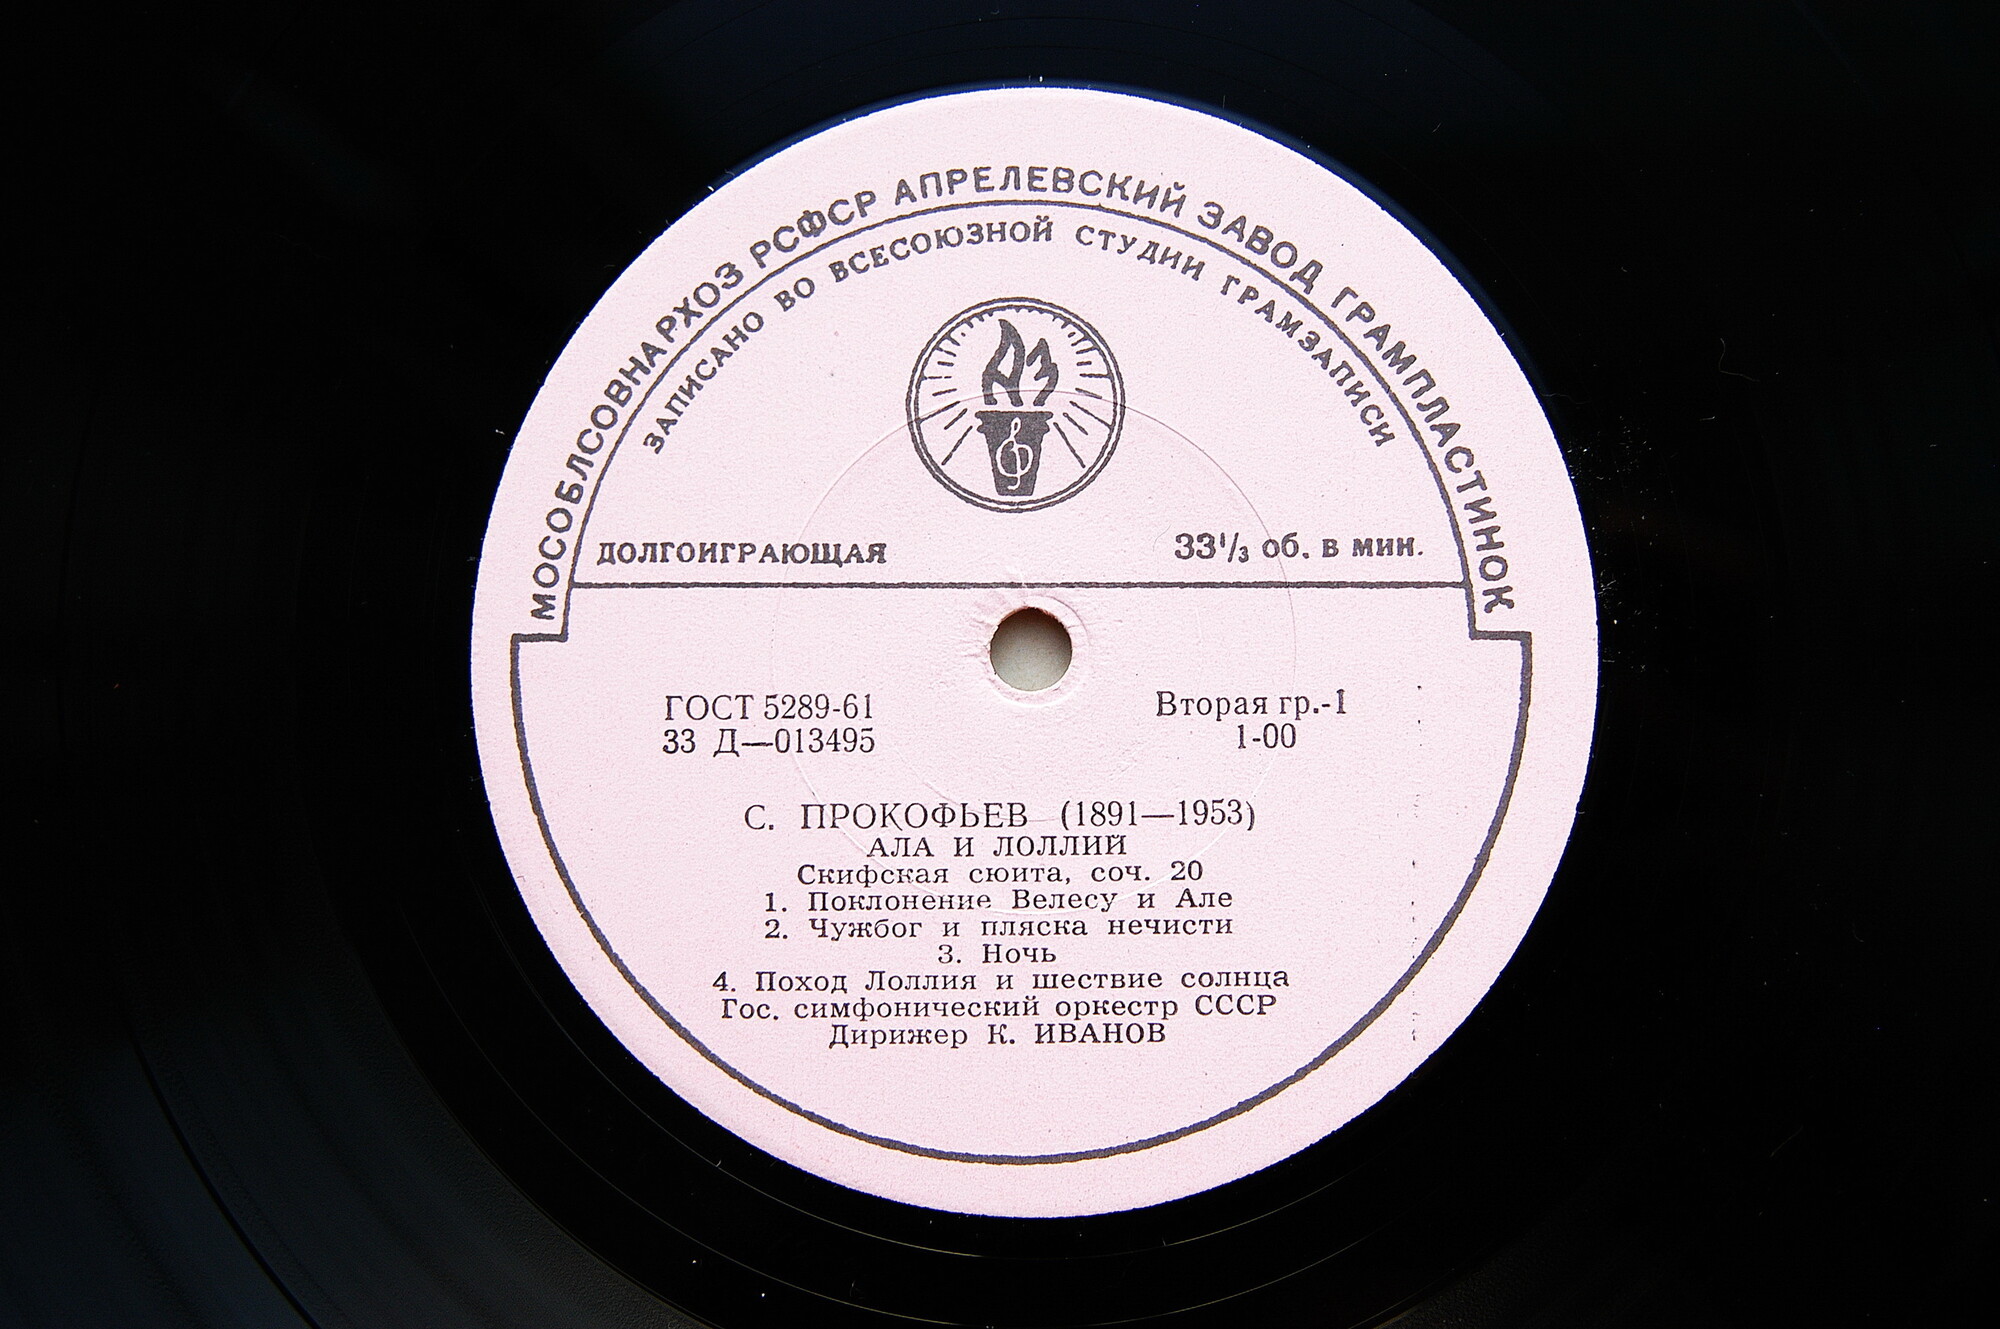 МОСОБЛСОВНАРХОЗ РСФСР АПРЕЛЕВСКИЙ ЗАВОД ГРАМПЛАСТИНОК
ЗАПИСАНО ВО ВСЕСОЮЗНОЙ СТУДИИ ГРАМЗАПИСИ
ДОЛГОИГРАЮЩАЯ 33⅓ об. в мин.
ГОСТ 5289-61 Вторая гр.-1
33 Д—013495 1-00
С. ПРОКОФЬЕВ (1891—1953)
АЛА И ЛОЛЛИЙ
Скифская сюита, соч. 20
1. Поклонение Велесу и Але
2. Чужбог и пляска нечисти
3. Ночь
4. Поход Лоллия и шествие солнца
Гос. симфонический оркестр СССР
Дирижер К. ИВАНОВ